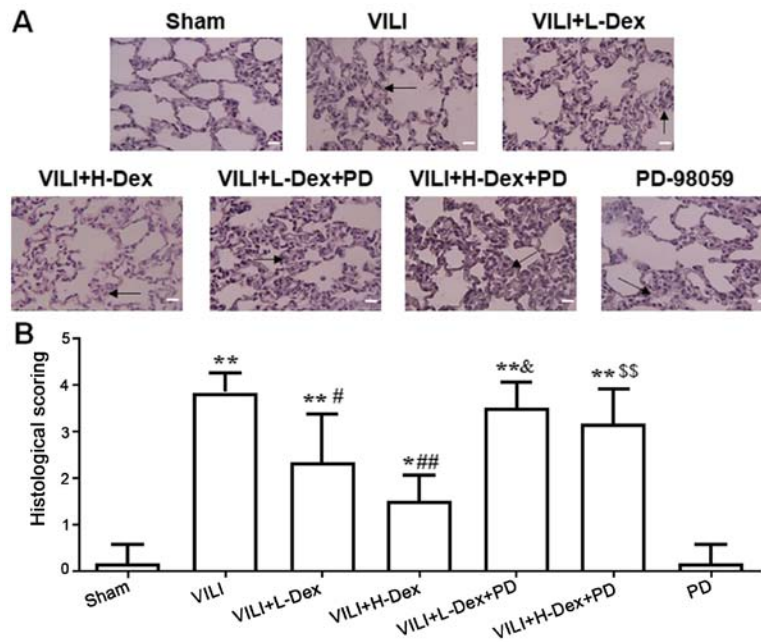 A
Sham VILI VILI+L-Dex
VILI+H-Dex VILI+L-Dex+PD VILI+H-Dex+PD PD-98059
B
Histological scoring
5
4
3
2
1
0
**
** #
*##
**&
** $$
Sham VILI VILI+L-Dex VILI+H-Dex VILI+L-Dex+PD VILI+H-Dex+PD PD